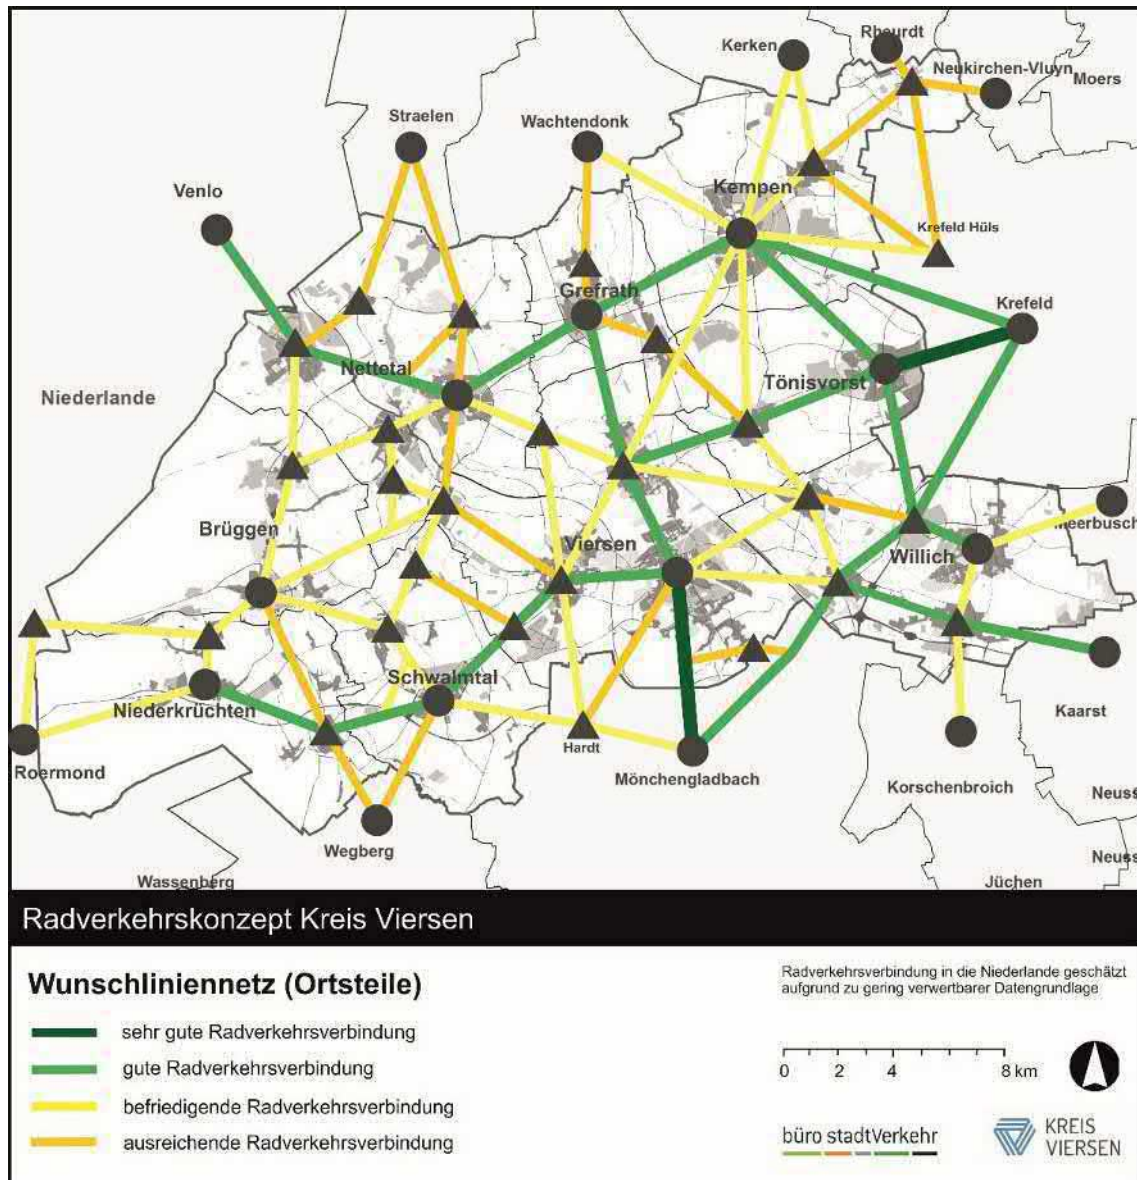 Rheurdt
Kerken
Neukirchen-Vluyn
Moers
Straelen
Wachtendonk
Venlo
Kempen
Krefeld Hüls
Grefrath
Krefeld
Nettetal
Tönisvorst
Niederlande
Brüggen
Meerbusch
Viersen
Willich
Schwalmtal
Niederkrüchten
Kaarst
Hardt
Roermond
Mönchengladbach
Korschenbroich
Neuss
Wegberg
Neuss
Wassenberg
Jüchen
Radverkehrskonzept Kreis Viersen
Wunschliniennetz (Ortsteile)
sehr gute Radverkehrsverbindung
gute Radverkehrsverbindung
befriedigende Radverkehrsverbindung
ausreichende Radverkehrsverbindung
Radverkehrsverbindung in die Niederlande geschätzt
aufgrund zu gering verwertbarer Datengrundlage
0 2 4 8 km
büro stadtVerkehr
KREIS
VIERSEN